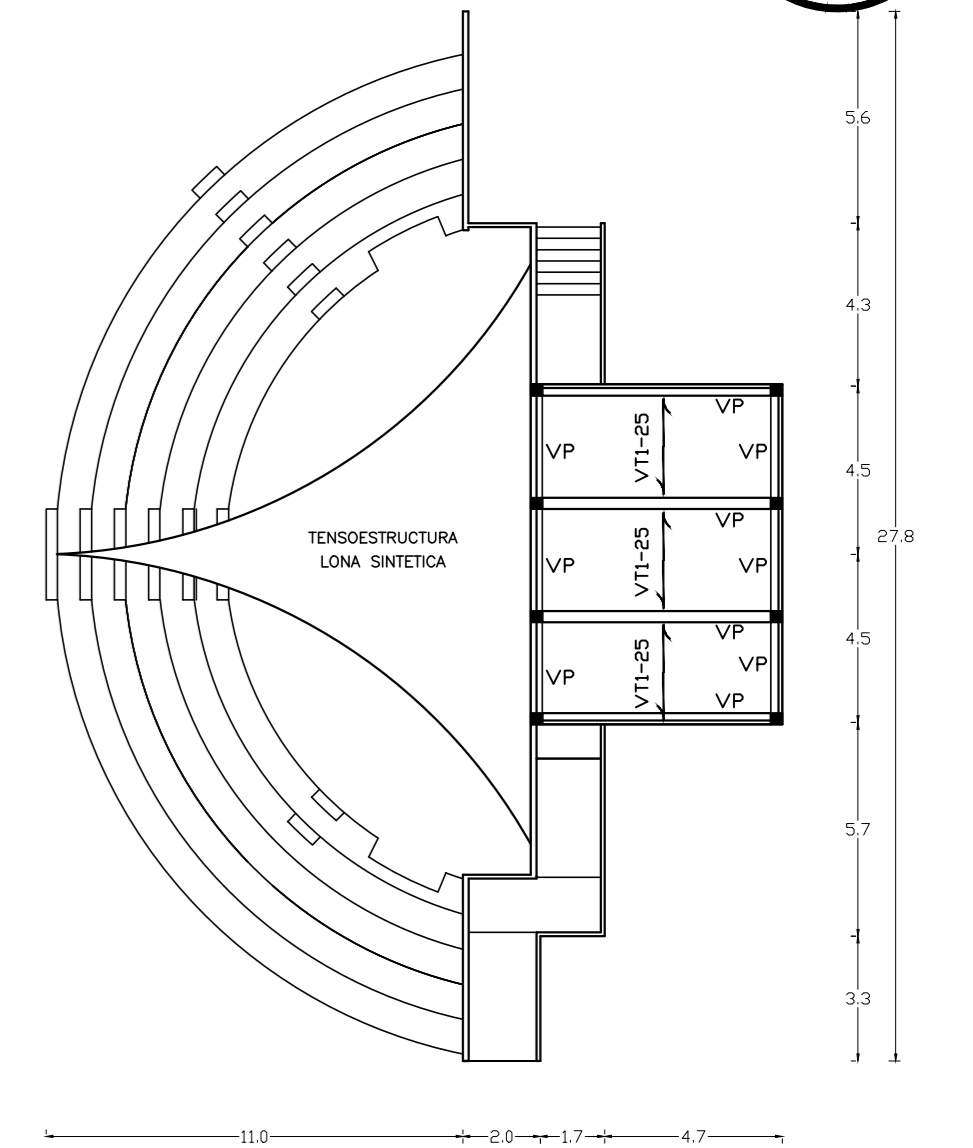 5.6
4.3
VP
VT1-25
VP
VP
4.5
VP
27.8
TENSOESTRUCTURA
LONA SINTETICA
VP
VT1-25
VP
VP
4.5
VT1-25
VP
VP
VP
5.7
3.3
11.0
2.0
1.7
4.7